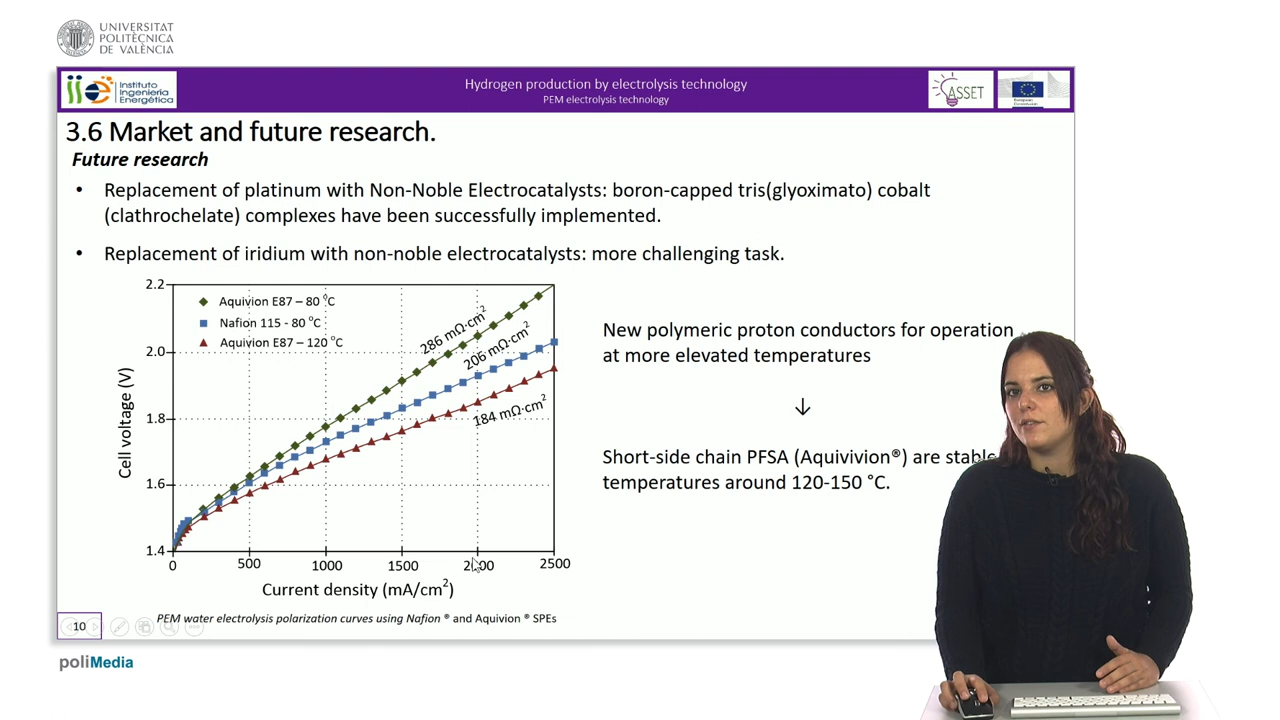 UNIVERSITAT
POLITÈCNICA
DE VALÈNCIA
iie Instituto
Ingeniería
Energética
Hydrogen production by electrolysis technology
PEM electrolysis technology
ASSET
European
Commission
3.6 Market and future research.
Future research
• Replacement of platinum with Non-Noble Electrocatalysts: boron-capped tris(glyoximato) cobalt
(clathrochelate) complexes have been successfully implemented.
• Replacement of iridium with non-noble electrocatalysts: more challenging task.
2.2
2.0
1.8
1.6
1.4
Cell voltage (V)
Aquivion E87 – 80 °C
Nafion 115 - 80 °C
Aquivion E87 – 120 °C
286 mΩ·cm²
206 mΩ·cm²
184 mΩ·cm²
0 500 1000 1500 2000 2500
Current density (mA/cm²)
PEM water electrolysis polarization curves using Nafion ® and Aquivion ® SPEs
New polymeric proton conductors for operation
at more elevated temperatures
↓
Short-side chain PFSA (Aquivivion®) are stable
temperatures around 120-150 °C.
10
poliMedia